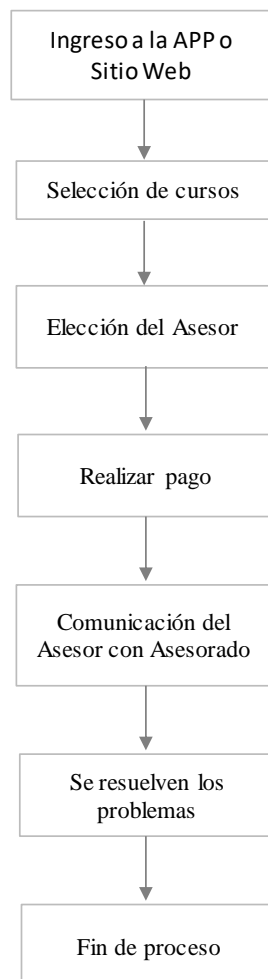 Ingreso a la APP o
Sitio Web
Selección de cursos
Elección del Asesor
Realizar pago
Comunicación del
Asesor con Asesorado
Se resuelven los
problemas
Fin de proceso